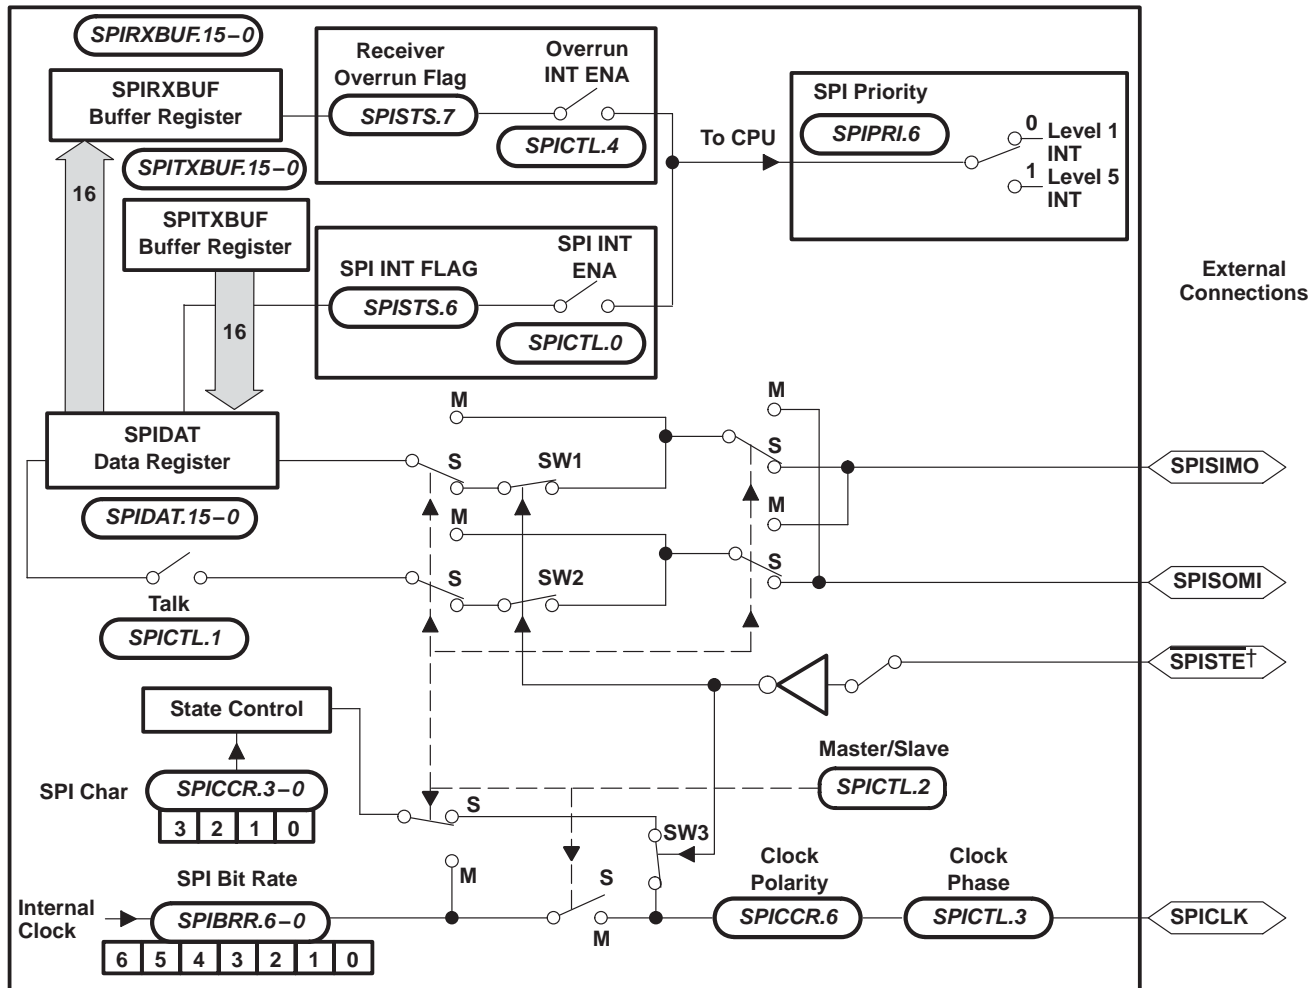 SPIRXBUF.15–0
SPIRXBUF
Buffer Register
SPITXBUF.15–0
16
SPITXBUF
Buffer Register
16
Receiver
Overrun Flag
SPISTS.7
Overrun
INT ENA
SPICTL.4
To CPU
SPI Priority
SPIPRI.6
0
Level 1
INT
1
Level 5
INT
SPI INT FLAG
SPISTS.6
SPI INT
ENA
SPICTL.0
External
Connections
SPIDAT
Data Register
SPIDAT.15–0
M
S
SW1
M
S
SW2
M
S
M
S
SPISIMO
SPISOMI
SPISTE†
Talk
SPICTL.1
State Control
SPI Char
SPICCR.3–0
3 2 1 0
Master/Slave
SPICTL.2
S
M
SW3
SPI Bit Rate
Internal
Clock
SPIBRR.6–0
6 5 4 3 2 1 0
S
M
Clock
Polarity
SPICCR.6
Clock
Phase
SPICTL.3
SPICLK